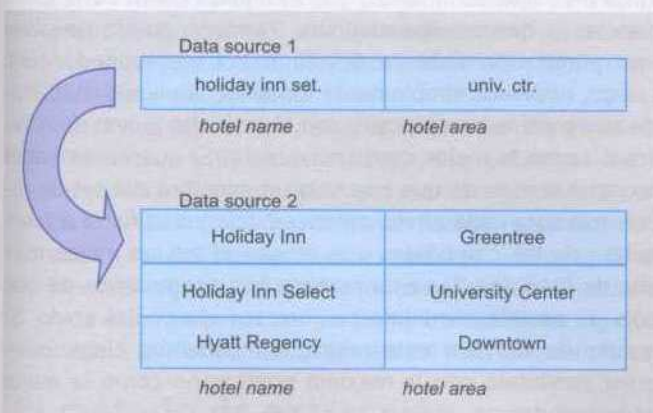 Data source 1
holiday inn set. univ. ctr.
hotel name hotel area
Data source 2
Holiday Inn Greentree
Holiday Inn Select University Center
Hyatt Regency Downtown
hotel name hotel area